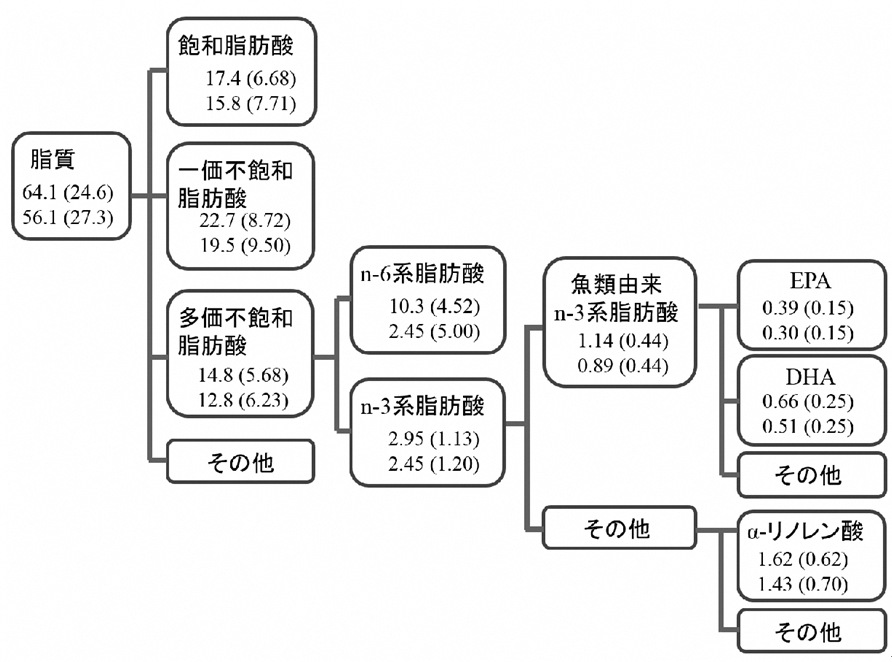 脂質
64.1 (24.6)
56.1 (27.3)
飽和脂肪酸
17.4 (6.68)
15.8 (7.71)
一価不飽和
脂肪酸
22.7 (8.72)
19.5 (9.50)
多価不飽和
脂肪酸
14.8 (5.68)
12.8 (6.23)
その他
n-6系脂肪酸
10.3 (4.52)
2.45 (5.00)
n-3系脂肪酸
2.95 (1.13)
2.45 (1.20)
魚類由来
n-3系脂肪酸
1.14 (0.44)
0.89 (0.44)
その他
EPA
0.39 (0.15)
0.30 (0.15)
DHA
0.66 (0.25)
0.51 (0.25)
その他
α-リノレン酸
1.62 (0.62)
1.43 (0.70)
その他